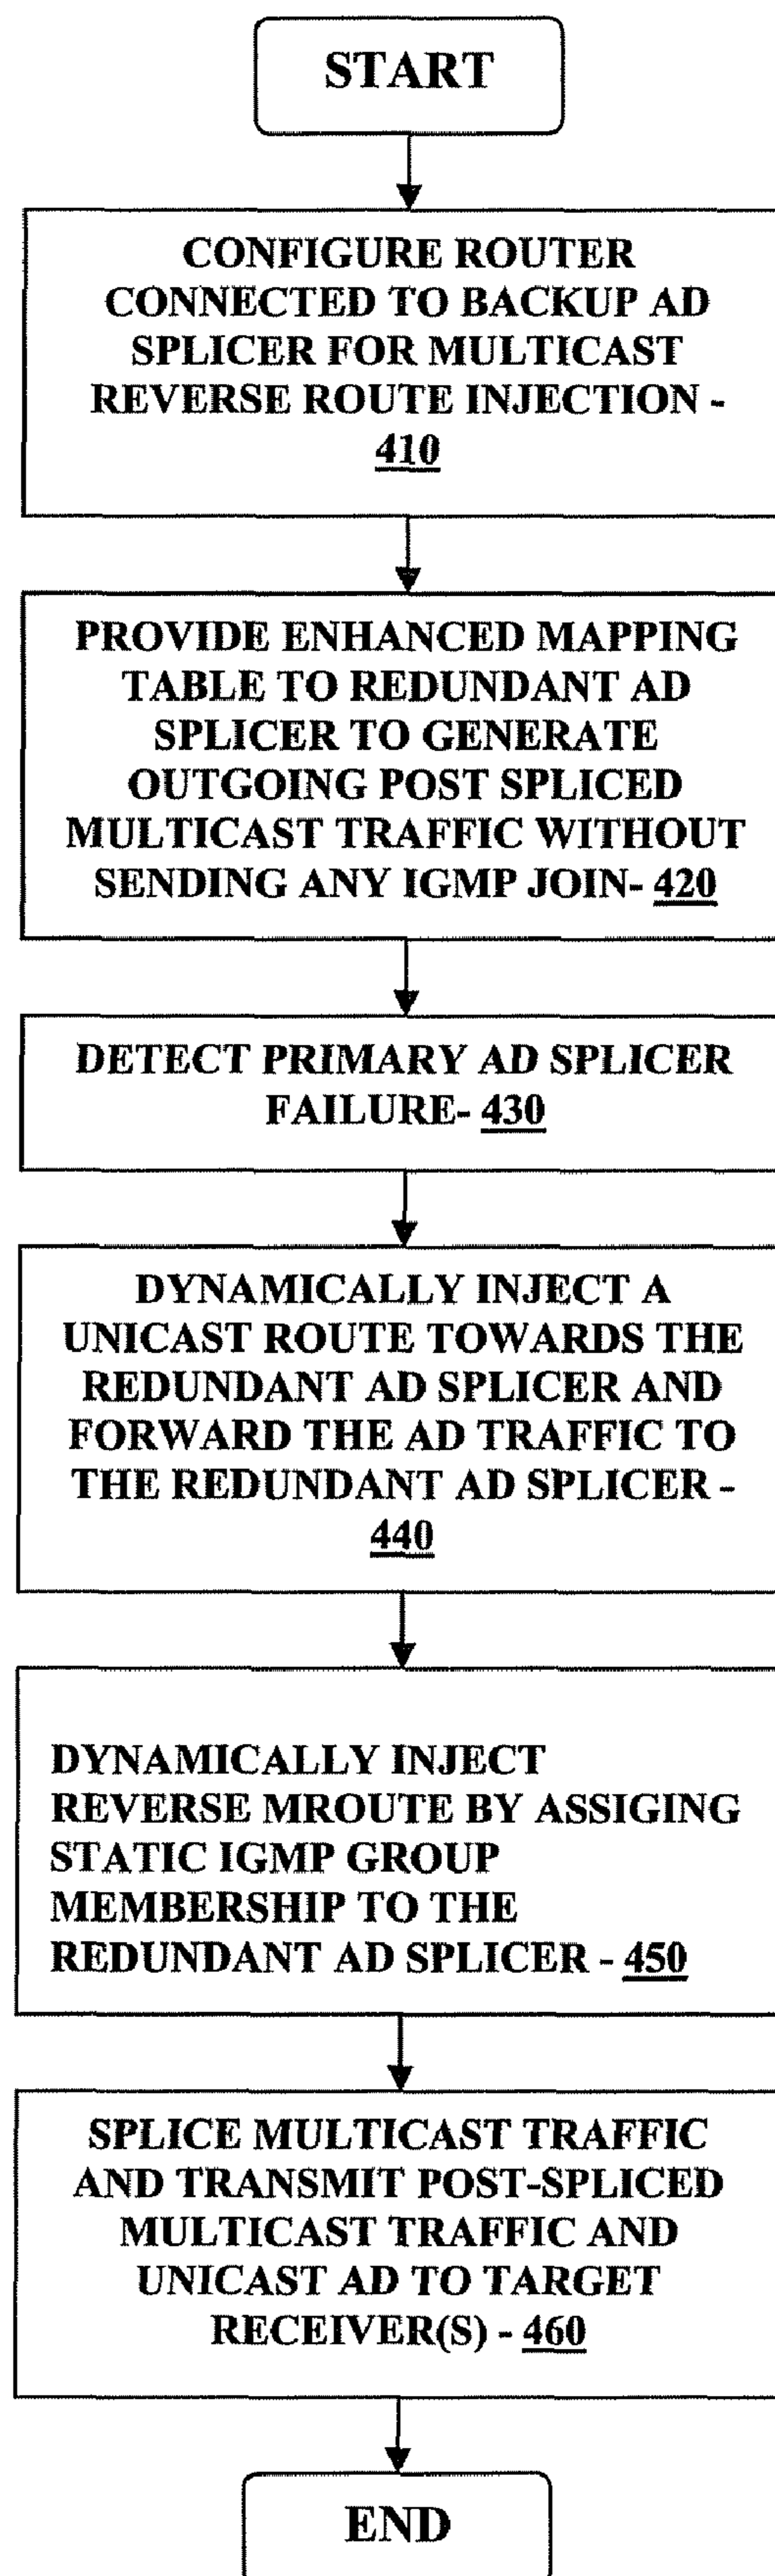 START
CONFIGURE ROUTER
CONNECTED TO BACKUP AD
SPLICER FOR MULTICAST
REVERSE ROUTE INJECTION -
410
PROVIDE ENHANCED MAPPING
TABLE TO REDUNDANT AD
SPLICER TO GENERATE
OUTGOING POST SPLICED
MULTICAST TRAFFIC WITHOUT
SENDING ANY IGMP JOIN- 420
DETECT PRIMARY AD SPLICER
FAILURE- 430
DYNAMICALLY INJECT A
UNICAST ROUTE TOWARDS THE
REDUNDANT AD SPLICER AND
FORWARD THE AD TRAFFIC TO
THE REDUNDANT AD SPLICER -
440
DYNAMICALLY INJECT
REVERSE MROUTE BY ASSIGING
STATIC IGMP GROUP
MEMBERSHIP TO THE
REDUNDANT AD SPLICER - 450
SPLICE MULTICAST TRAFFIC
AND TRANSMIT POST-SPLICED
MULTICAST TRAFFIC AND
UNICAST AD TO TARGET
RECEIVER(S) - 460
END